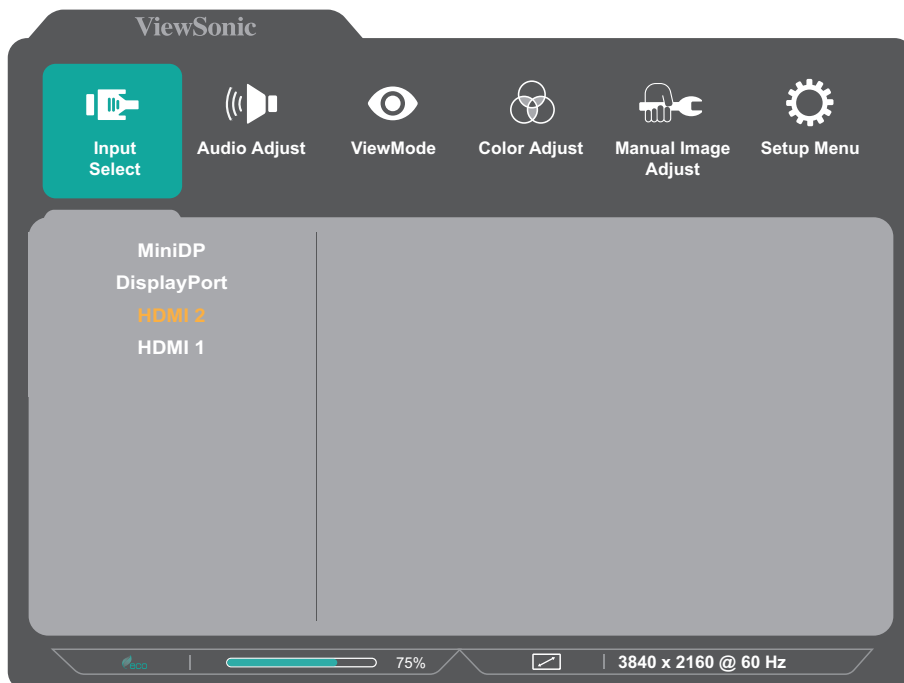 ViewSonic
Input
Select
Audio Adjust
ViewMode
Color Adjust
Manual Image
Adjust
Setup Menu
MiniDP
DisplayPort
HDMI 2
HDMI 1
eco
75%
3840 x 2160 @ 60 Hz